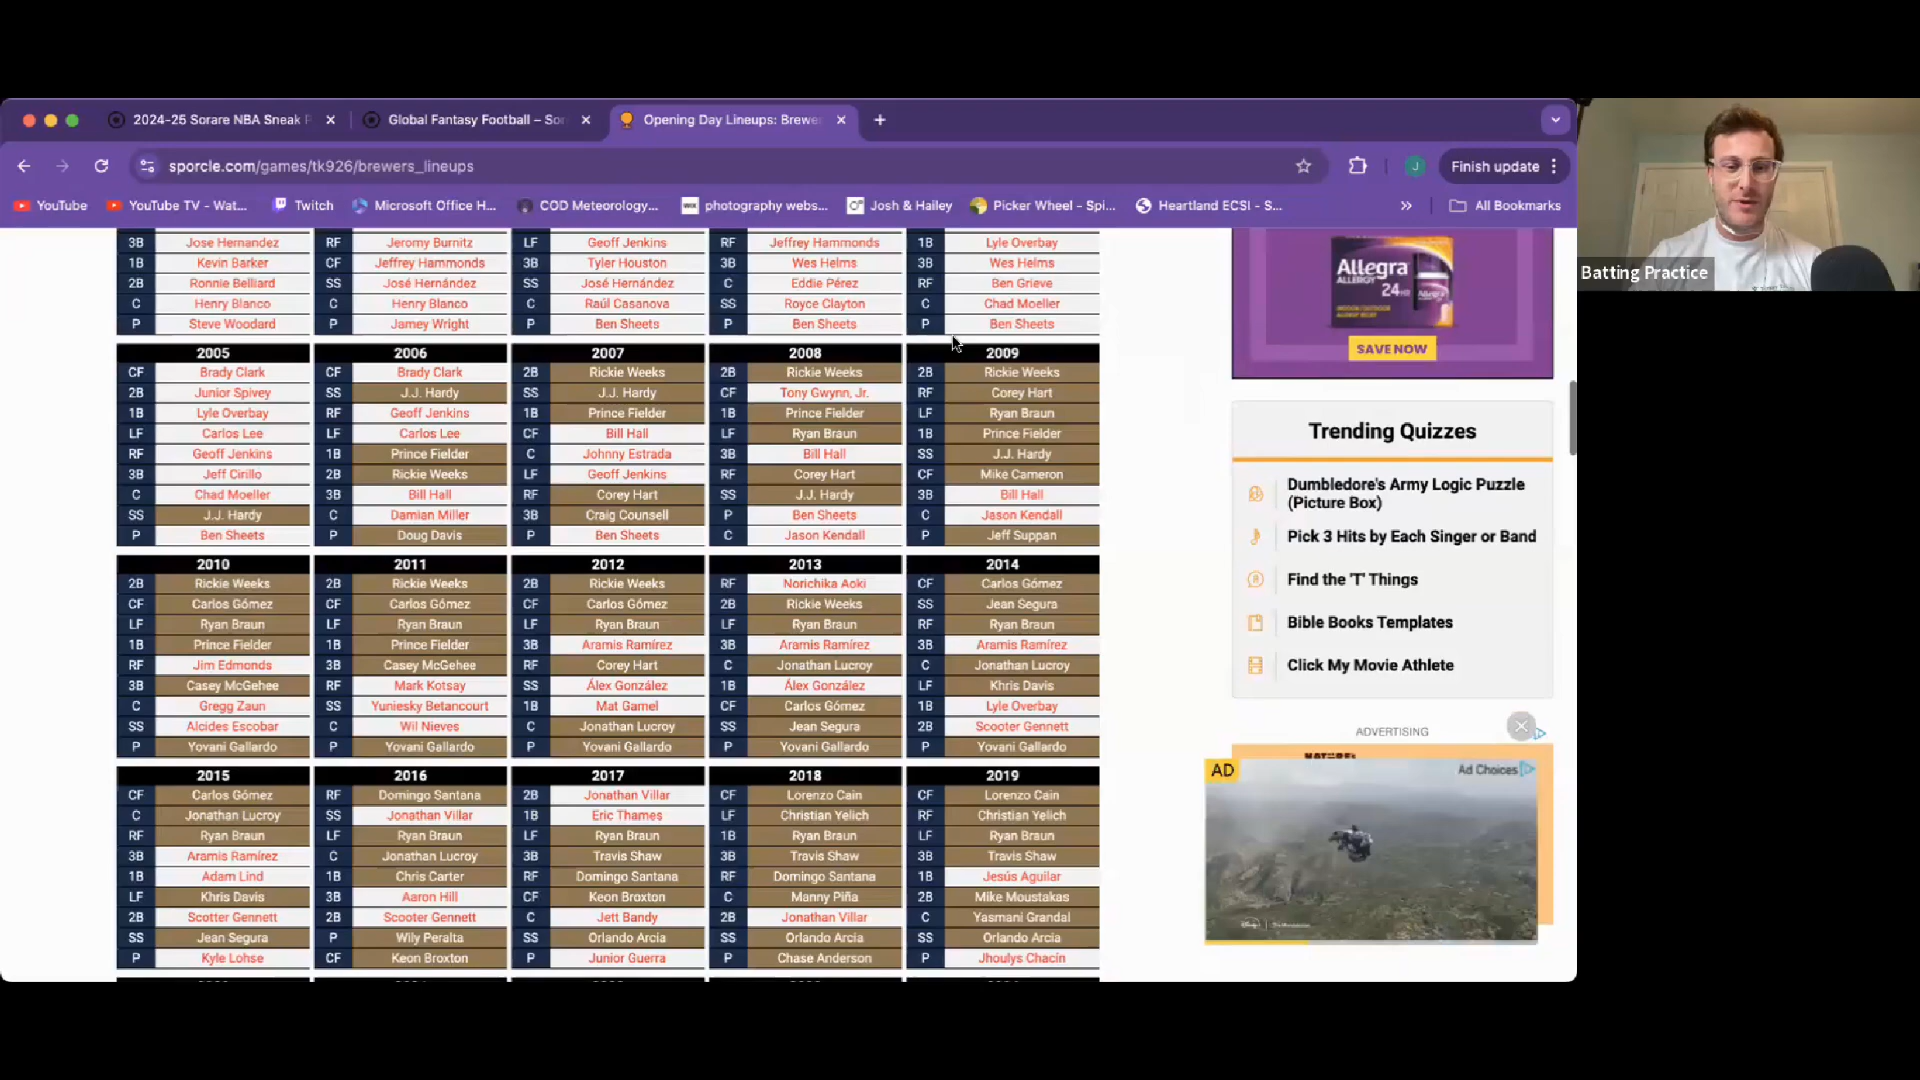 2024-25 Sorare NBA Sneak
Global Fantasy Football – Sor
Opening Day Lineups: Brewer
sporcle.com/games/tk926/brewers_lineups
J
Finish update
YouTube
YouTube TV - Wat...
Twitch
Microsoft Office H...
COD Meteorology...
photography webs...
Josh & Hailey
Picker Wheel - Spi...
Heartland ECSI - S...
All Bookmarks
3B Jose Hernandez RF Jeromy Burnitz LF Geoff Jenkins RF Jeffrey Hammonds 1B Lyle Overbay
1B Kevin Barker CF Jeffrey Hammonds 3B Tyler Houston 3B Wes Helms 3B Wes Helms
2B Ronnie Belliard SS José Hernández SS José Hernández C Eddie Pérez RF Ben Grieve
C Henry Blanco C Henry Blanco C Raúl Casanova SS Royce Clayton C Chad Moeller
P Steve Woodard P Jamey Wright P Ben Sheets P Ben Sheets P Ben Sheets
2005 2006 2007 2008 2009
CF Brady Clark CF Brady Clark 2B Rickie Weeks 2B Rickie Weeks 2B Rickie Weeks
2B Junior Spivey SS J.J. Hardy SS J.J. Hardy CF Tony Gwynn, Jr. RF Corey Hart
1B Lyle Overbay RF Geoff Jenkins 1B Prince Fielder 1B Prince Fielder LF Ryan Braun
LF Carlos Lee LF Carlos Lee CF Bill Hall LF Ryan Braun 1B Prince Fielder
RF Geoff Jenkins 1B Prince Fielder C Johnny Estrada 3B Bill Hall SS J.J. Hardy
3B Jeff Cirillo 2B Rickie Weeks LF Geoff Jenkins RF Corey Hart CF Mike Cameron
C Chad Moeller 3B Bill Hall RF Corey Hart SS J.J. Hardy 3B Bill Hall
SS J.J. Hardy C Damian Miller 3B Craig Counsell P Ben Sheets C Jason Kendall
P Ben Sheets P Doug Davis P Ben Sheets C Jason Kendall P Jeff Suppan
2010 2011 2012 2013 2014
2B Rickie Weeks 2B Rickie Weeks 2B Rickie Weeks RF Norichika Aoki CF Carlos Gómez
CF Carlos Gómez CF Carlos Gómez CF Carlos Gómez 2B Rickie Weeks SS Jean Segura
LF Ryan Braun LF Ryan Braun LF Ryan Braun LF Ryan Braun RF Ryan Braun
1B Prince Fielder 1B Prince Fielder 3B Aramis Ramírez 3B Aramis Ramírez 3B Aramis Ramírez
RF Jim Edmonds 3B Casey McGehee RF Corey Hart C Jonathan Lucroy C Jonathan Lucroy
3B Casey McGehee RF Mark Kotsay SS Álex González 1B Álex González LF Khris Davis
C Gregg Zaun SS Yuniesky Betancourt 1B Mat Gamel CF Carlos Gómez 1B Lyle Overbay
SS Alcides Escobar C Wil Nieves C Jonathan Lucroy SS Jean Segura 2B Scooter Gennett
P Yovani Gallardo P Yovani Gallardo P Yovani Gallardo P Yovani Gallardo P Yovani Gallardo
2015 2016 2017 2018 2019
CF Carlos Gómez RF Domingo Santana 2B Jonathan Villar CF Lorenzo Cain CF Lorenzo Cain
C Jonathan Lucroy SS Jonathan Villar 1B Eric Thames LF Christian Yelich RF Christian Yelich
RF Ryan Braun LF Ryan Braun LF Ryan Braun 1B Ryan Braun LF Ryan Braun
3B Aramis Ramírez C Jonathan Lucroy 3B Travis Shaw 3B Travis Shaw 3B Travis Shaw
1B Adam Lind 1B Chris Carter RF Domingo Santana RF Domingo Santana 1B Jesús Aguilar
LF Khris Davis 3B Aaron Hill CF Keon Broxton C Manny Piña 2B Mike Moustakas
2B Scotter Gennett 2B Scooter Gennett C Jett Bandy 2B Jonathan Villar C Yasmani Grandal
SS Jean Segura P Wily Peralta SS Orlando Arcia SS Orlando Arcia SS Orlando Arcia
P Kyle Lohse CF Keon Broxton P Junior Guerra P Chase Anderson P Jhoulys Chacín
Allegra
ALLERGY
24HR
SAVE NOW
Trending Quizzes
Dumbledore's Army Logic Puzzle
(Picture Box)
Pick 3 Hits by Each Singer or Band
Find the 'T' Things
Bible Books Templates
Click My Movie Athlete
ADVERTISING
AD
Ad Choices
Batting Practice